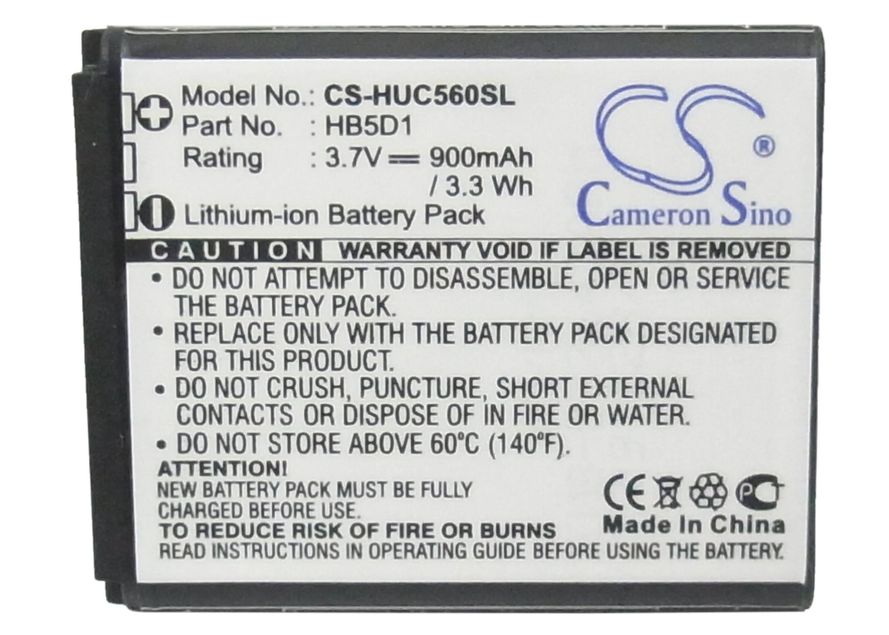 Model No.: CS-HUC560SL
Part No. : HB5D1
Rating : 3.7V 900mAh
/ 3.3 Wh
Lithium-ion Battery Pack
CS ®
Cameron Sino
CAUTION WARRANTY VOID IF LABEL IS REMOVED
• DO NOT ATTEMPT TO DISASSEMBLE, OPEN OR SERVICE
THE BATTERY PACK.
• REPLACE ONLY WITH THE BATTERY PACK DESIGNATED
FOR THIS PRODUCT.
• DO NOT CRUSH, PUNCTURE, SHORT EXTERNAL
CONTACTS OR DISPOSE OF IN FIRE OR WATER.
• DO NOT STORE ABOVE 60°C (140°F).
ATTENTION!
NEW BATTERY PACK MUST BE FULLY
CHARGED BEFORE USE.
TO REDUCE RISK OF FIRE OR BURNS
READ INSTRUCTIONS IN OPERATING GUIDE BEFORE USING THE BATTERY.
CE PCT
Made In China